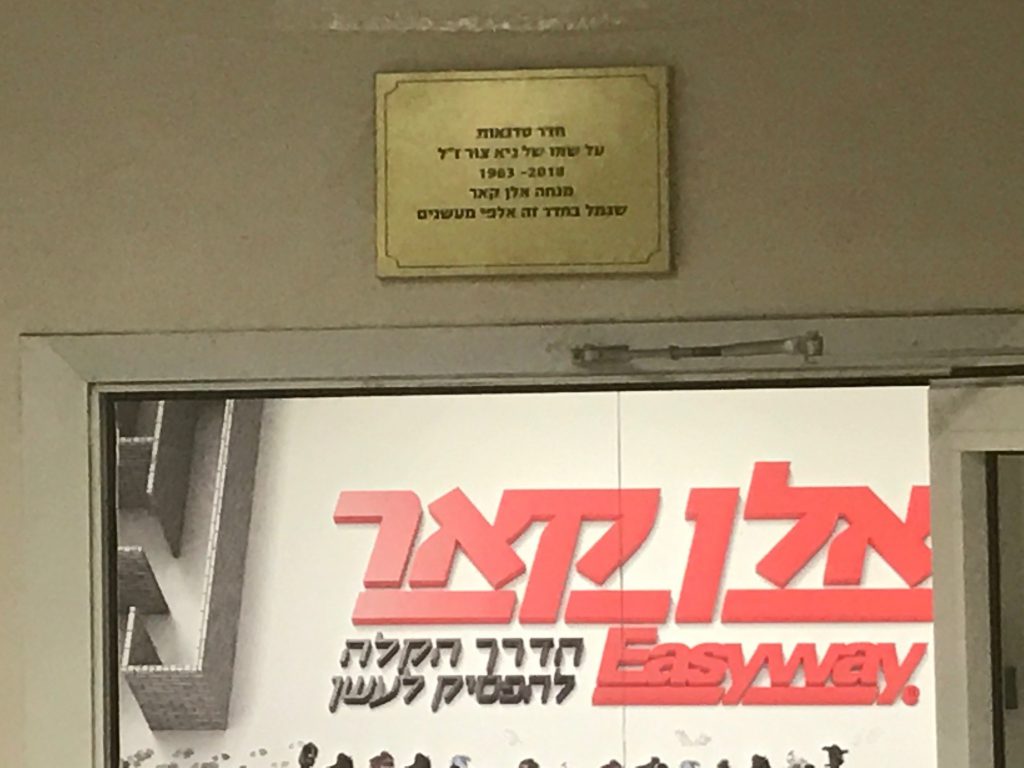 חדר סדנאות
על שמו של גיא צור ז"ל
1963 -2018
מנחה אלן קאר
שגמל בחדר זה אלפי מעשנים
אלן קאר
Easyway.
הדרך הקלה
להפסיק לעשן